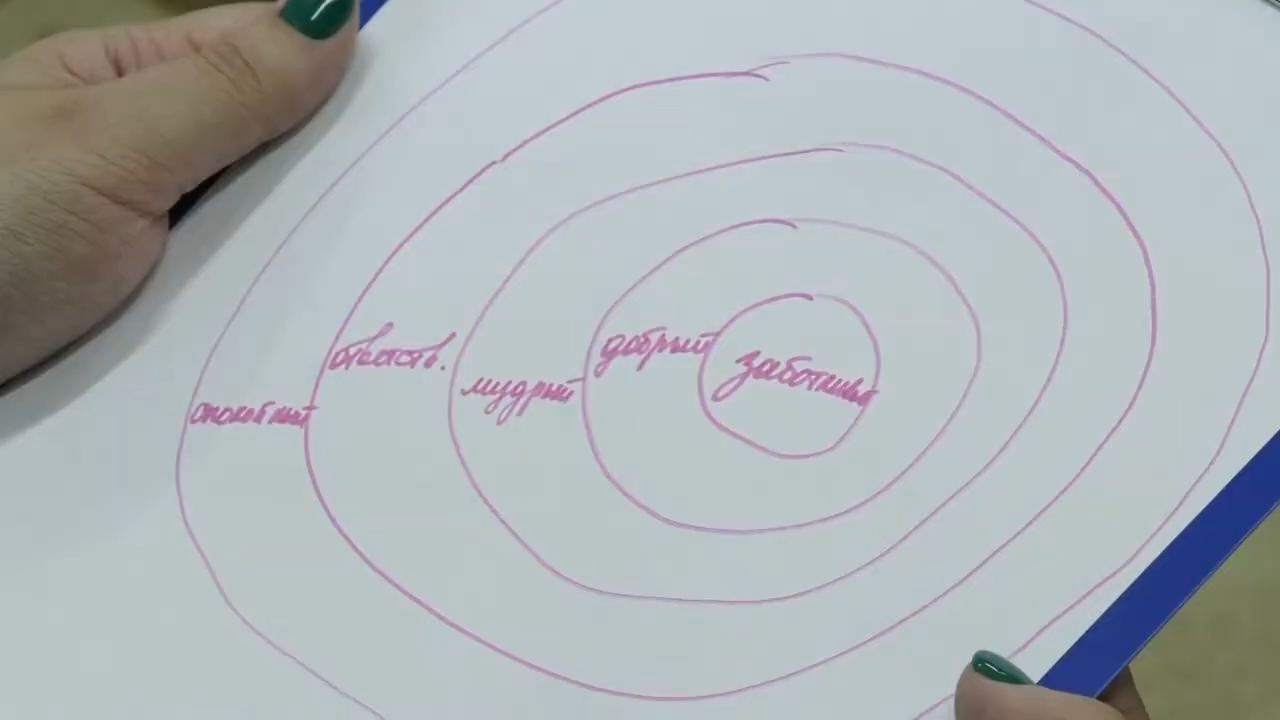 спокойный
ответств.
мудрый
добрый
заботливый